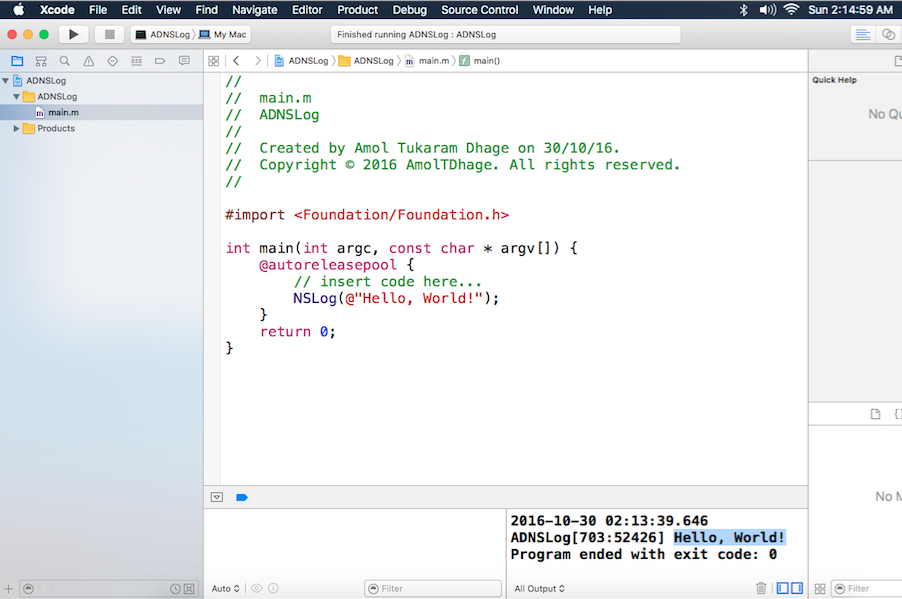 Xcode File Edit View Find Navigate Editor Product Debug Source Control Window Help Sun 2:14:59 AM
ADNSLog My Mac Finished running ADNSLog : ADNSLog
ADNSLog ADNSLog main.m main()
ADNSLog
ADNSLog
main.m
Products
//
// main.m
// ADNSLog
//
// Created by Amol Tukaram Dhage on 30/10/16.
// Copyright © 2016 AmolTDhage. All rights reserved.
//
#import <Foundation/Foundation.h>
int main(int argc, const char * argv[]) {
@autoreleasepool {
// insert code here...
NSLog(@"Hello, World!");
}
return 0;
}
Quick Help
No Qu
No M
2016-10-30 02:13:39.646
ADNSLog[703:52426] Hello, World!
Program ended with exit code: 0
Auto Filter All Output Filter